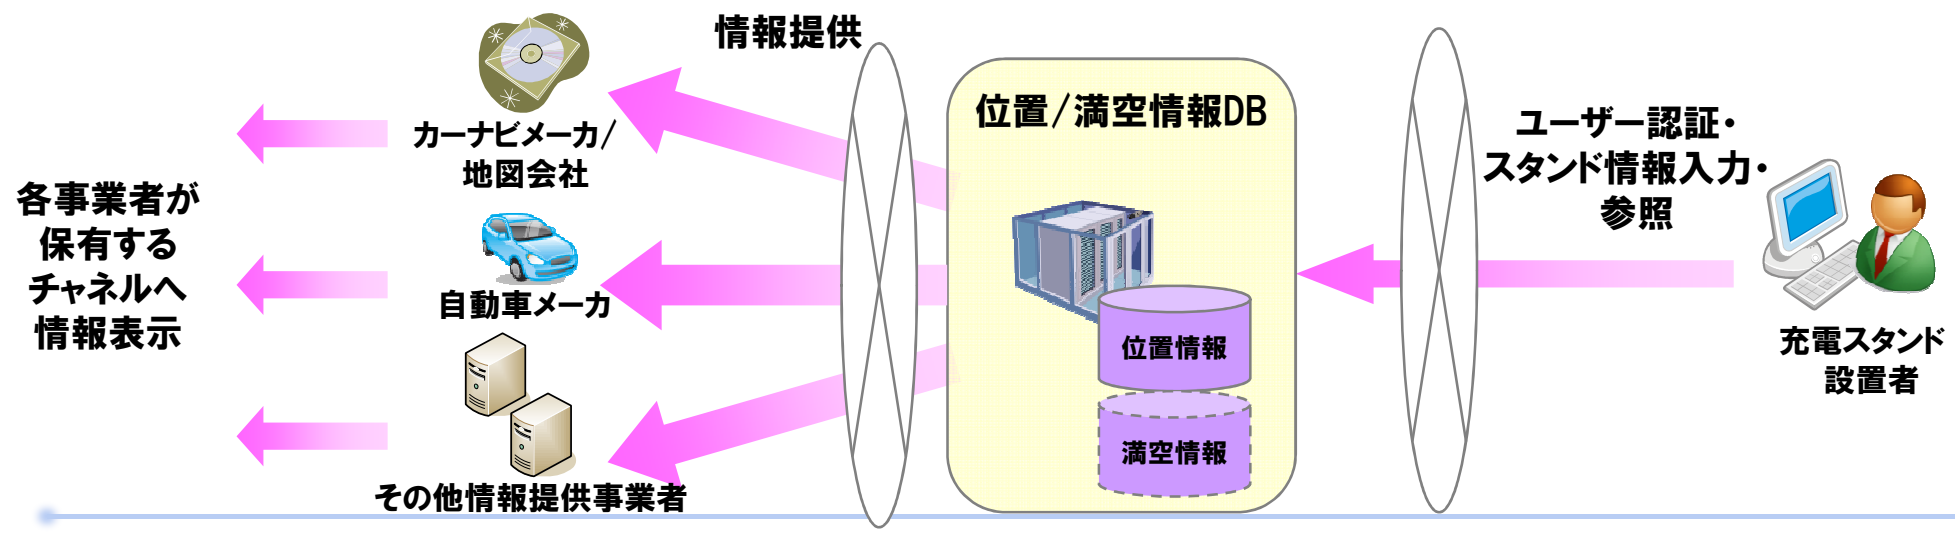 情報提供
カーナビメーカ/
地図会社
各事業者が
保有する
チャネルへ
情報表示
自動車メーカ
その他情報提供事業者
位置/満空情報DB
位置情報
満空情報
ユーザー認証・
スタンド情報入力・
参照
充電スタンド
設置者